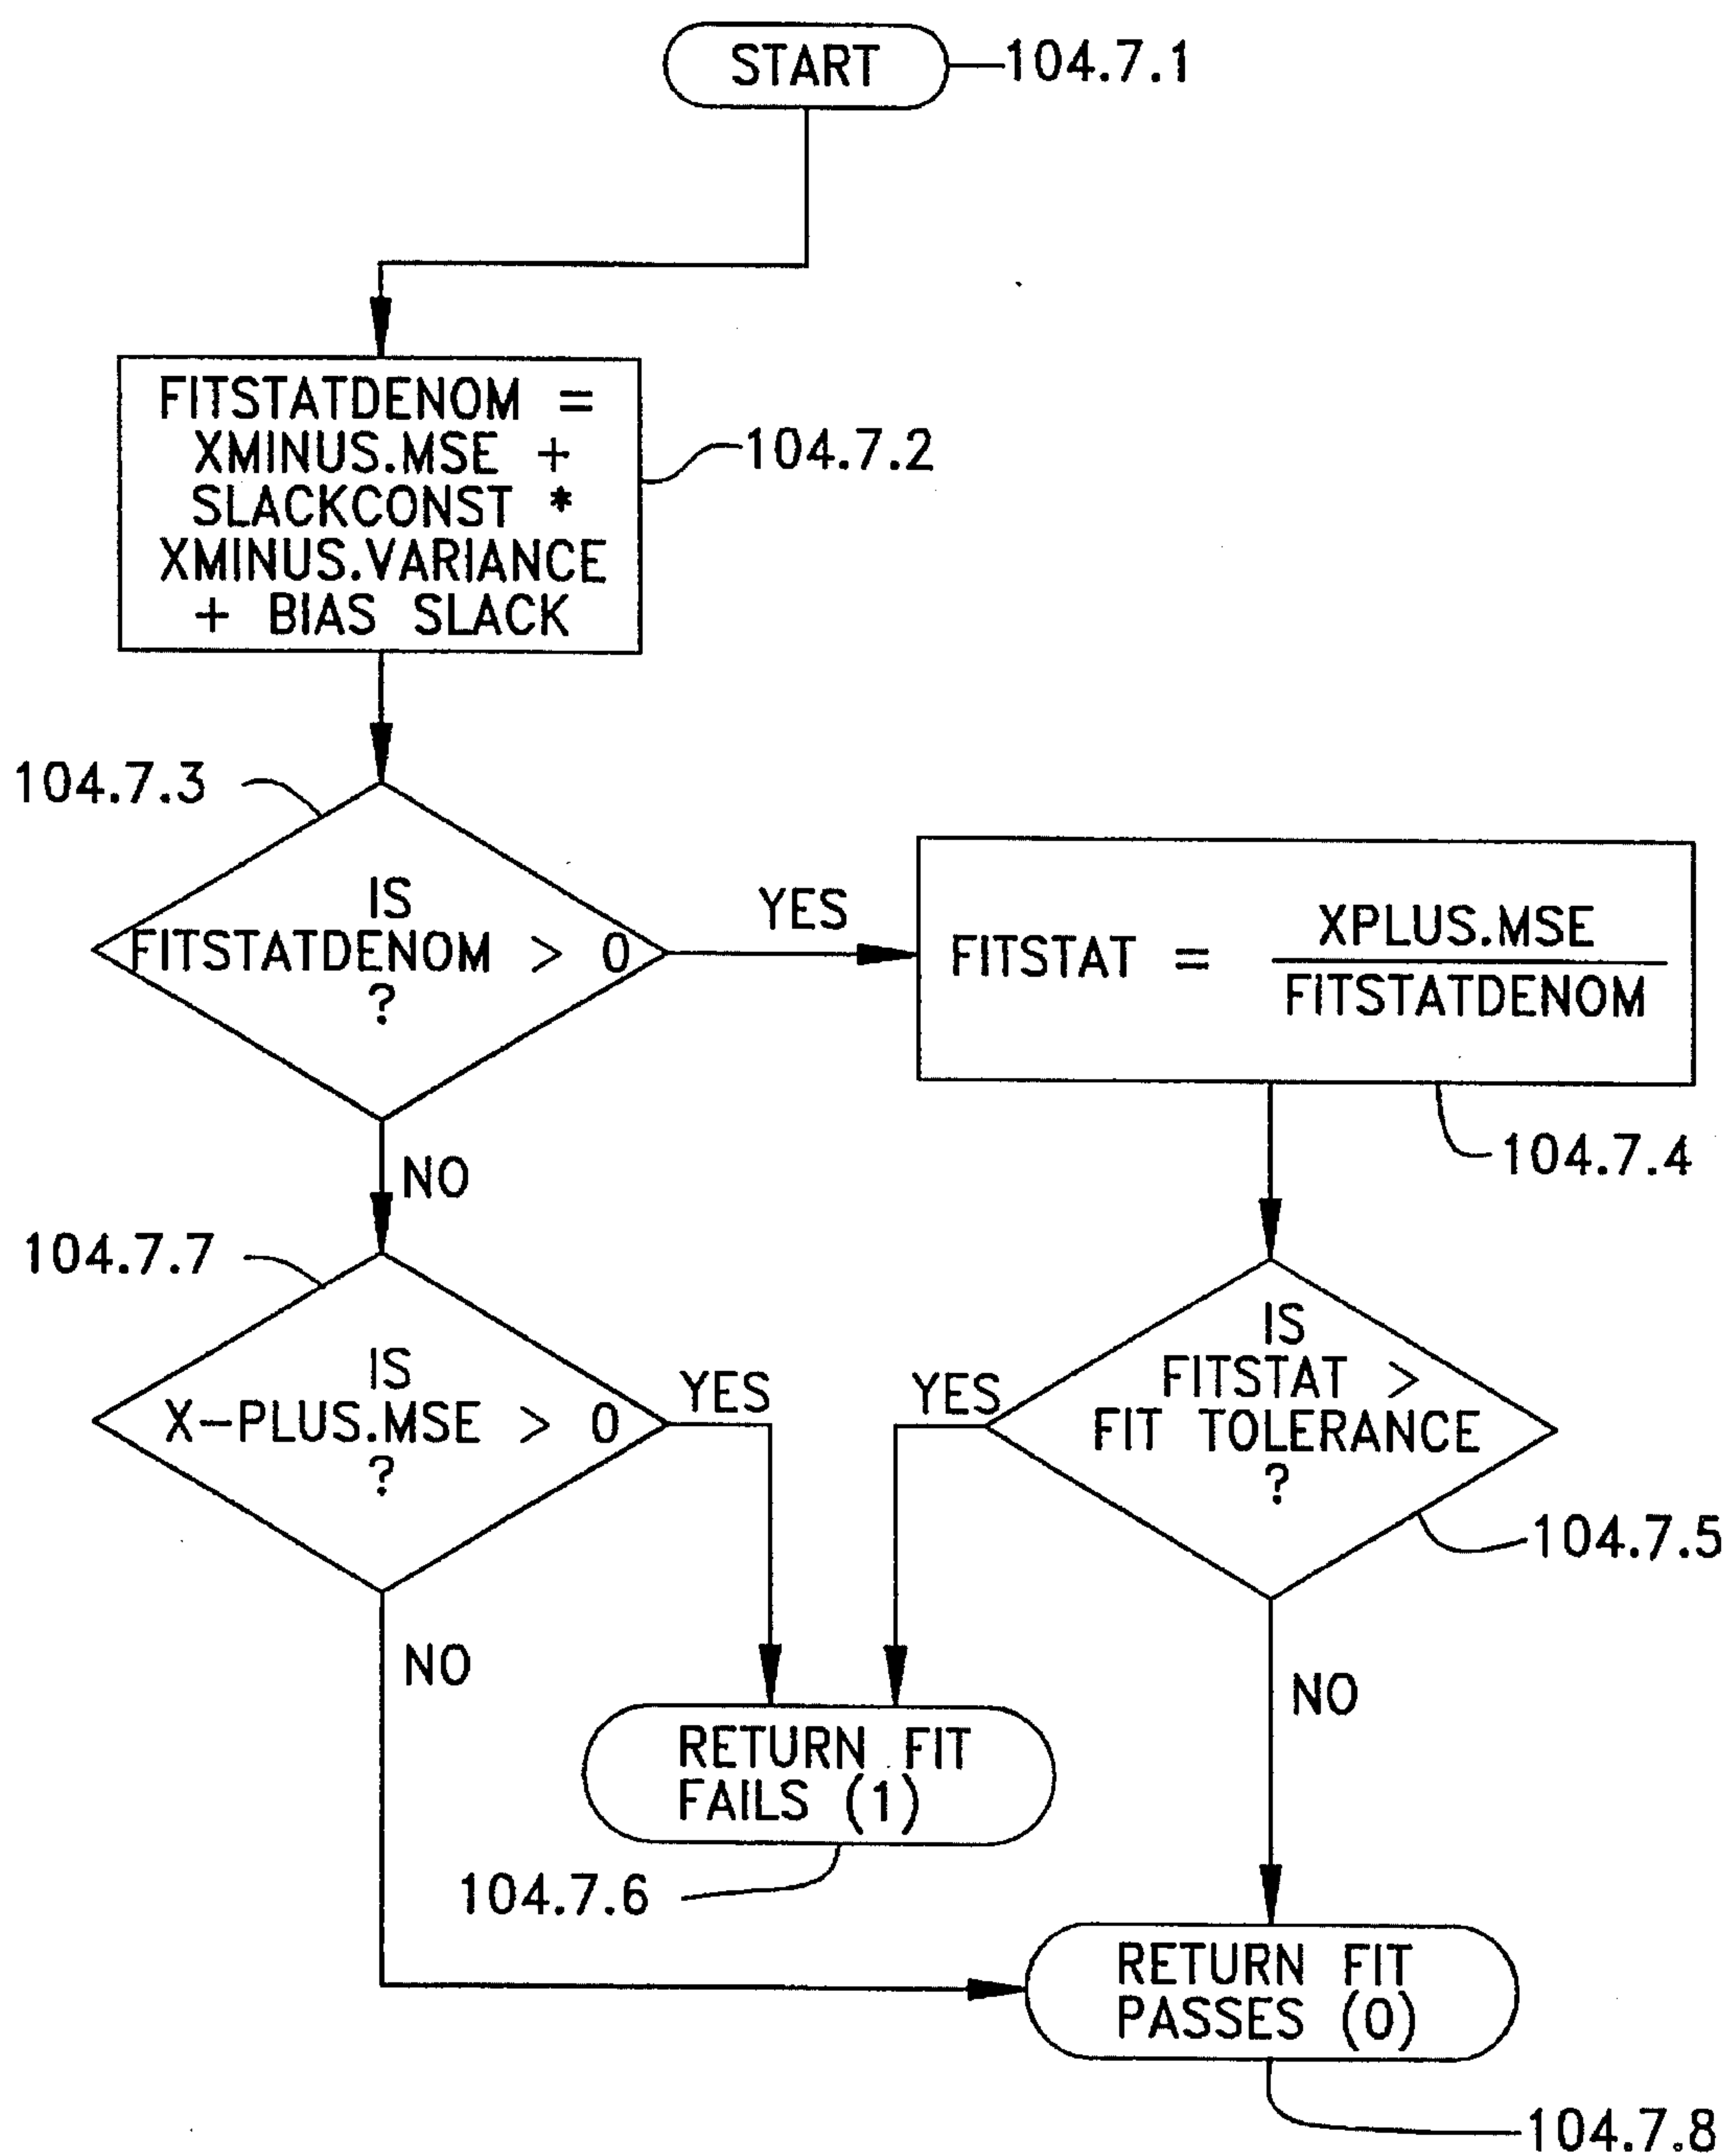 START
104.7.1
FITSTATDENOM =
XMINUS.MSE +
SLACKCONST *
XMINUS.VARIANCE
+ BIAS SLACK
104.7.2
104.7.3
IS
FITSTATDENOM > 0
?
YES
FITSTAT =
XPLUS.MSE
FITSTATDENOM
104.7.4
NO
104.7.7
IS
X-PLUS.MSE > 0
?
YES
YES
IS
FITSTAT >
FIT TOLERANCE
?
104.7.5
NO
NO
RETURN FIT
FAILS (1)
104.7.6
RETURN FIT
PASSES (0)
104.7.8